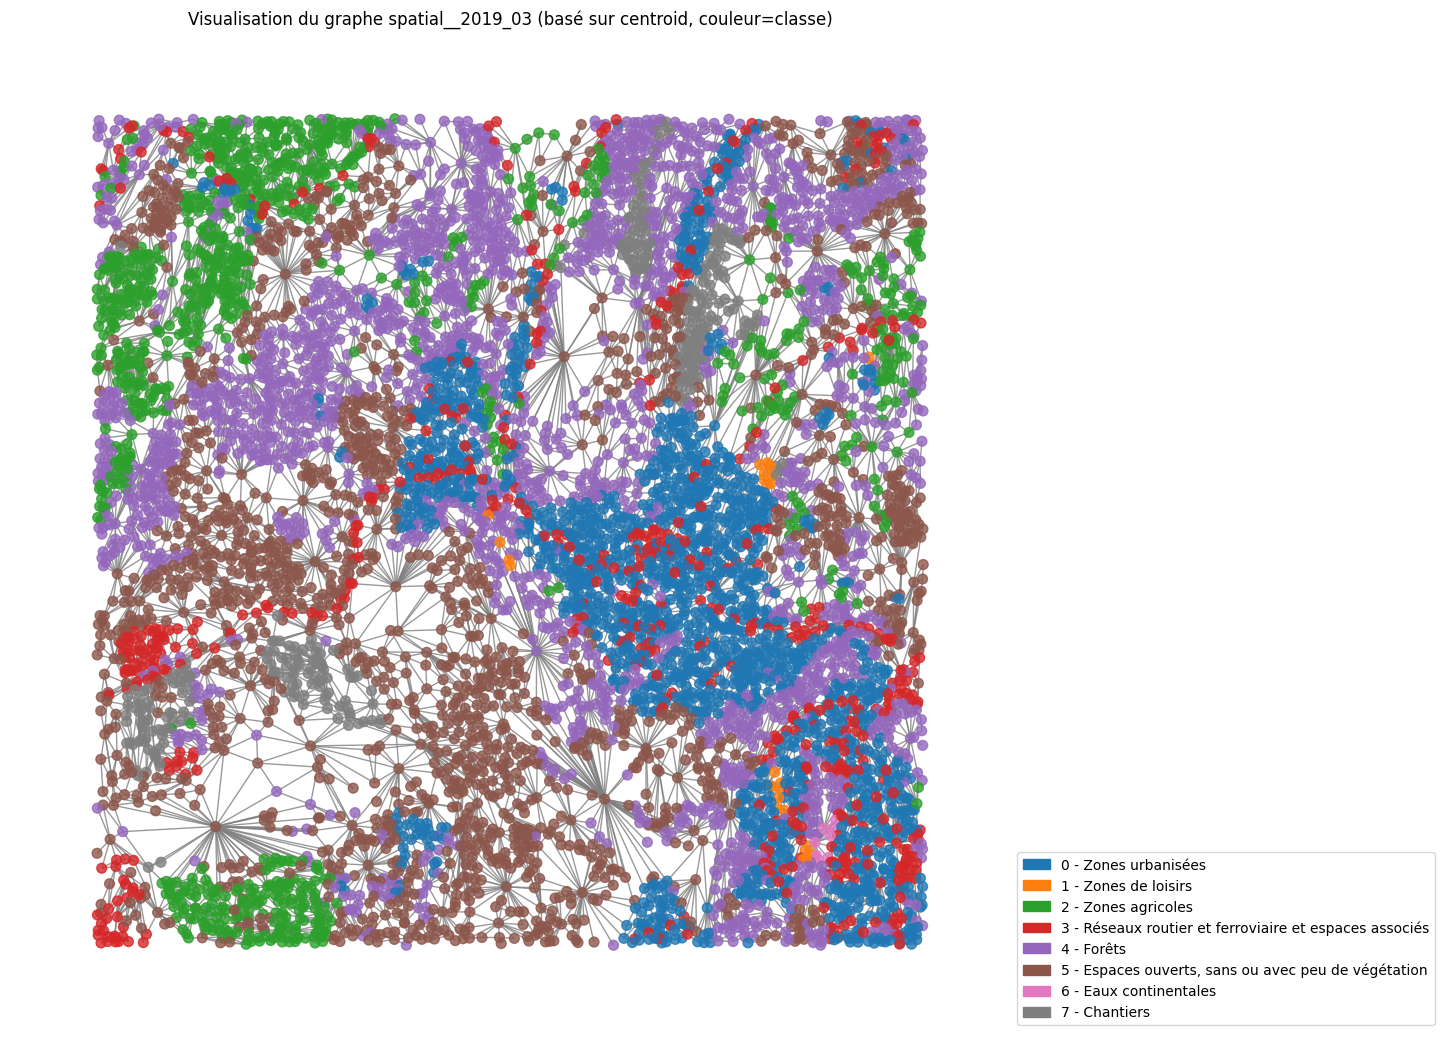 Visualisation du graphe spatial__2019_03 (basé sur centroid, couleur=classe)
0 - Zones urbanisées
1 - Zones de loisirs
2 - Zones agricoles
3 - Réseaux routier et ferroviaire et espaces associés
4 - Forêts
5 - Espaces ouverts, sans ou avec peu de végétation
6 - Eaux continentales
7 - Chantiers